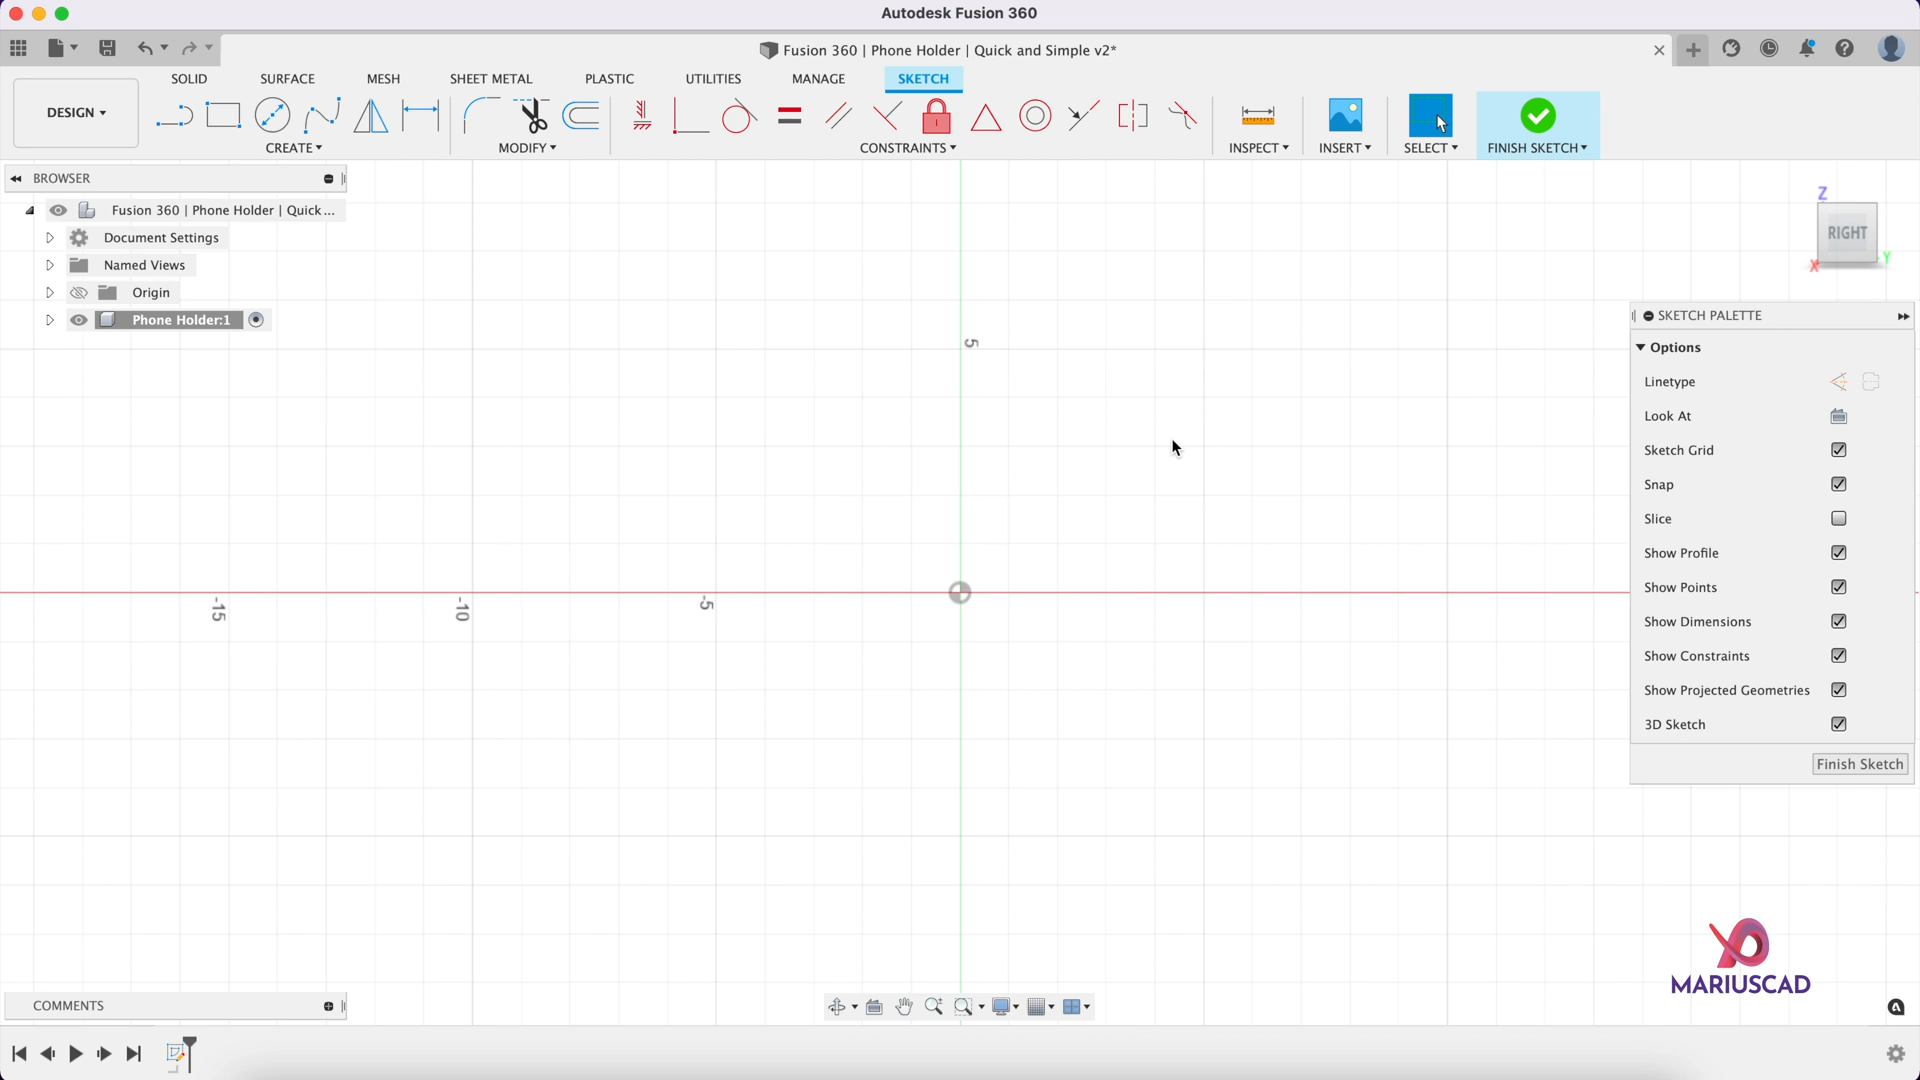 Autodesk Fusion 360
Fusion 360 | Phone Holder | Quick and Simple v2*
SOLID SURFACE MESH SHEET METAL PLASTIC UTILITIES MANAGE SKETCH
DESIGN
CREATE MODIFY CONSTRAINTS INSPECT INSERT SELECT FINISH SKETCH
BROWSER
Fusion 360 | Phone Holder | Quick ...
Document Settings
Named Views
Origin
Phone Holder:1
Z
RIGHT
X
Y
5
-15
-10
-5
SKETCH PALETTE
Options
Linetype
Look At
Sketch Grid
Snap
Slice
Show Profile
Show Points
Show Dimensions
Show Constraints
Show Projected Geometries
3D Sketch
Finish Sketch
MARIUSCAD
COMMENTS